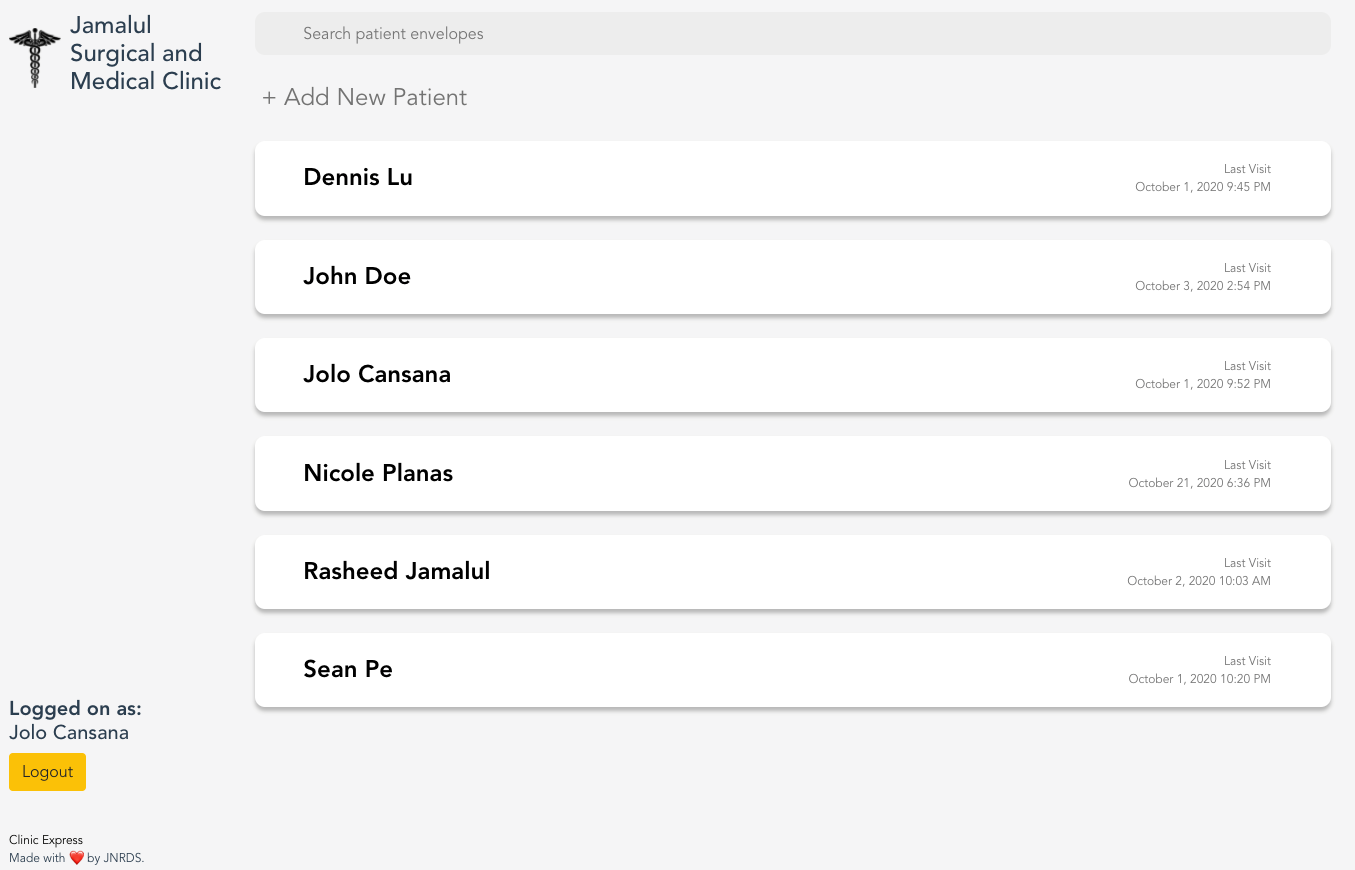 Jamalul
Surgical and
Medical Clinic
Search patient envelopes
+ Add New Patient
Dennis Lu
Last Visit
October 1, 2020 9:45 PM
John Doe
Last Visit
October 3, 2020 2:54 PM
Jolo Cansana
Last Visit
October 1, 2020 9:52 PM
Nicole Planas
Last Visit
October 21, 2020 6:36 PM
Rasheed Jamalul
Last Visit
October 2, 2020 10:03 AM
Sean Pe
Last Visit
October 1, 2020 10:20 PM
Logged on as:
Jolo Cansana
Logout
Clinic Express
Made with ❤️ by JNRDS.